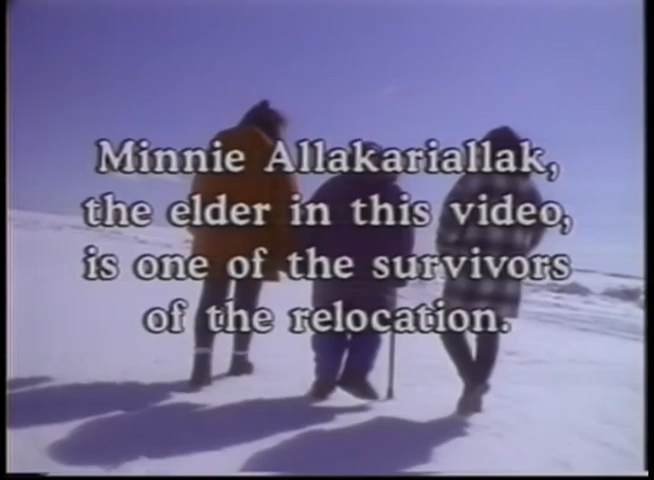 Minnie Allakariallak,
the elder in this video,
is one of the survivors
of the relocation.